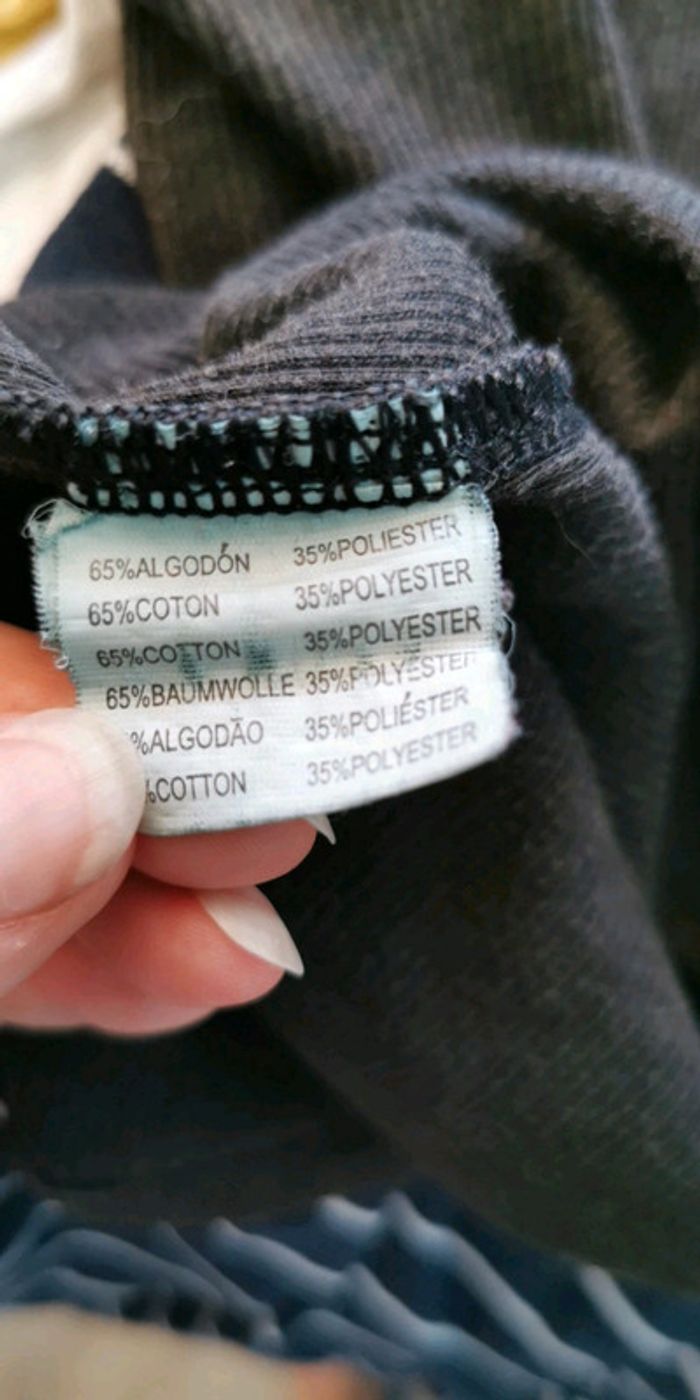 65%ALGODÓN 35%POLIESTER
65%COTON 35%POLYESTER
65%COTTON 35%POLYESTER
65%BAUMWOLLE 35%POLYESTER
%ALGODÃO 35%POLIÉSTER
%COTTON 35%POLYESTER